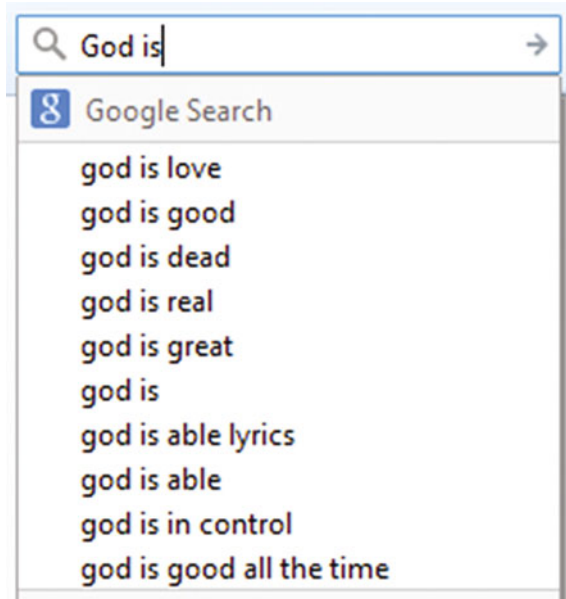 God is
8 Google Search
god is love
god is good
god is dead
god is real
god is great
god is
god is able lyrics
god is able
god is in control
god is good all the time